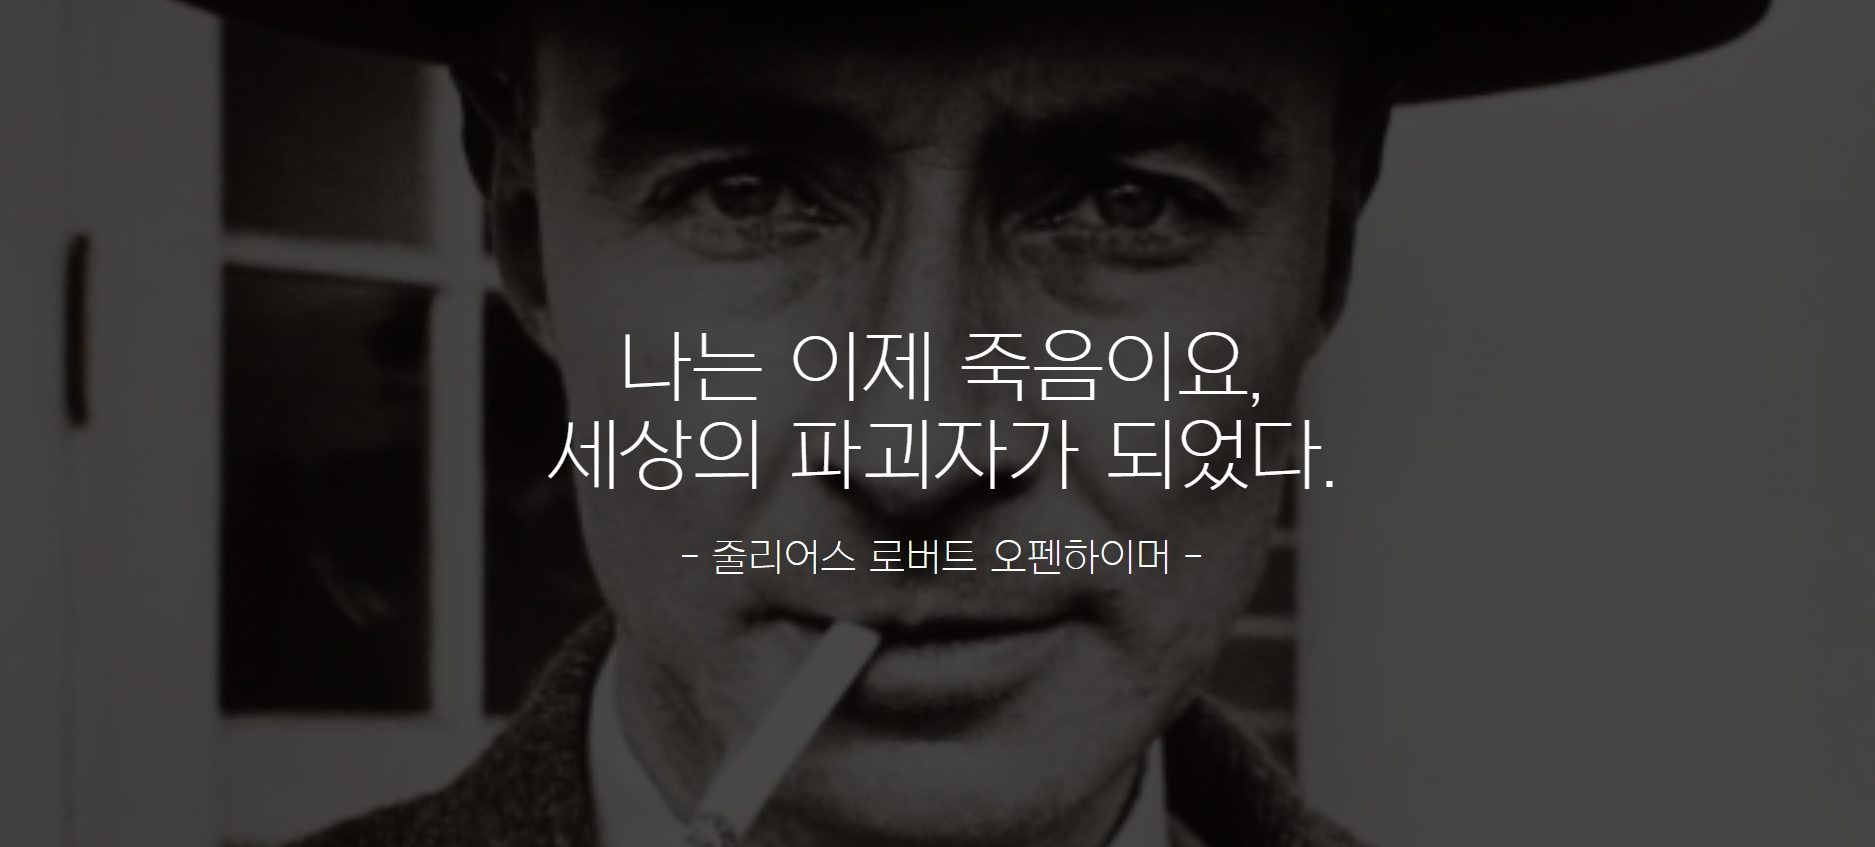 나는 이제 죽음이요,
세상의 파괴자가 되었다.
- 줄리어스 로버트 오펜하이머 -